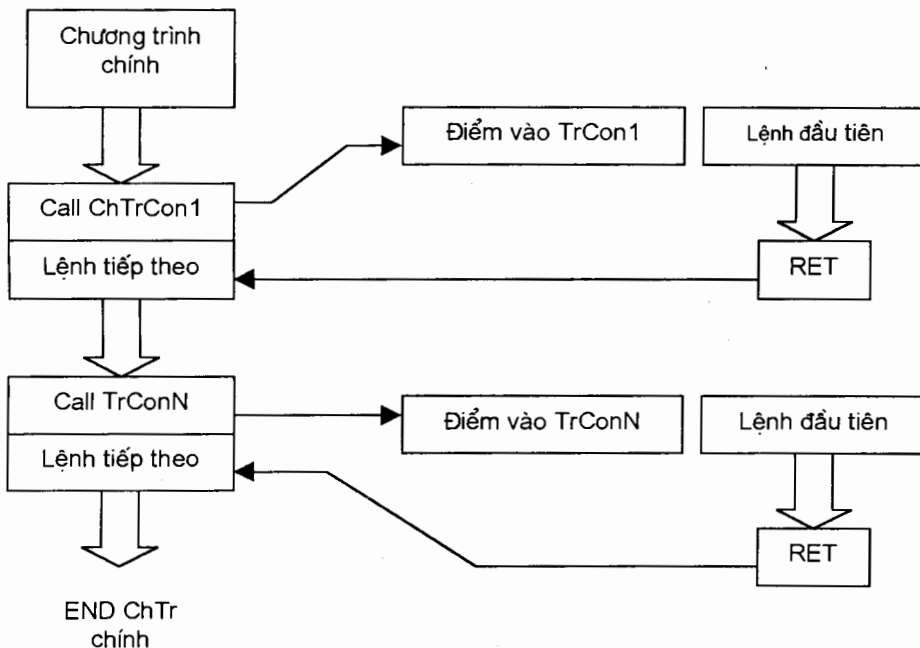 Chương trình
chính
Điểm vào TrCon1
Lệnh đầu tiên
Call ChTrCon1
Lệnh tiếp theo
RET
Call TrConN
Điểm vào TrConN
Lệnh đầu tiên
Lệnh tiếp theo
RET
END ChTr
chính